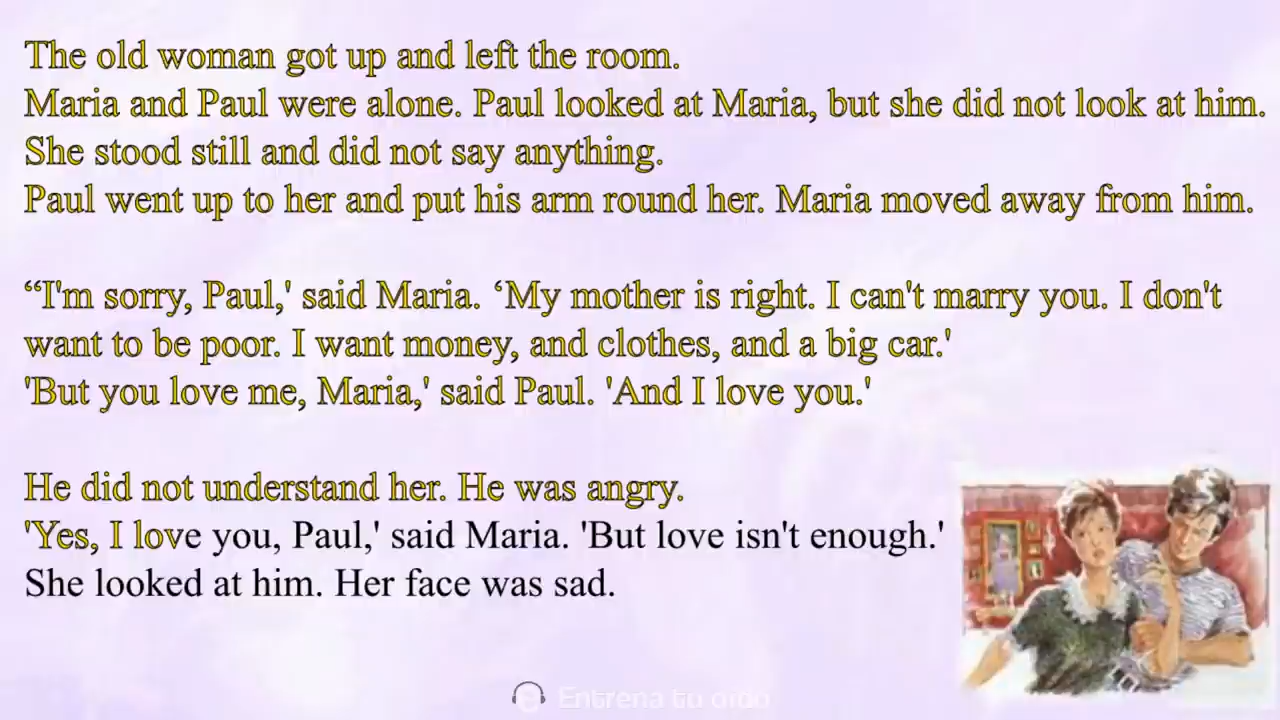 The old woman got up and left the room.
Maria and Paul were alone. Paul looked at Maria, but she did not look at him.
She stood still and did not say anything.
Paul went up to her and put his arm round her. Maria moved away from him.
“I'm sorry, Paul,' said Maria. ‘My mother is right. I can't marry you. I don't
want to be poor. I want money, and clothes, and a big car.'
'But you love me, Maria,' said Paul. 'And I love you.'
He did not understand her. He was angry.
'Yes, I love you, Paul,' said Maria. 'But love isn't enough.'
She looked at him. Her face was sad.
Entrena tu oido